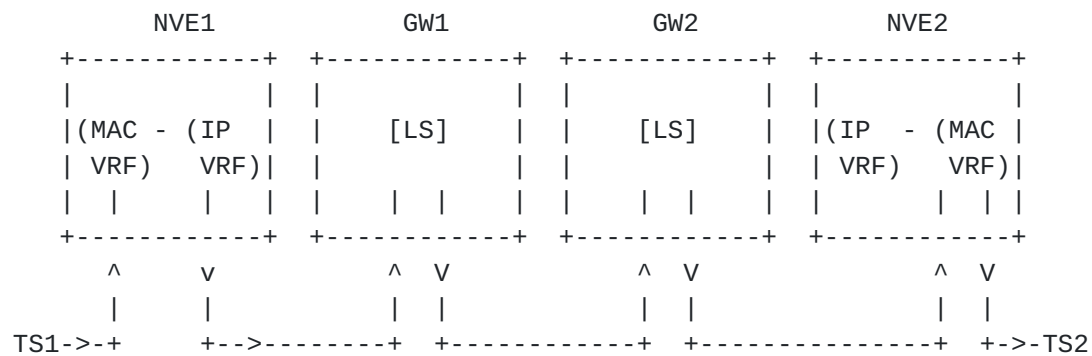 NVE1 GW1 GW2 NVE2
+------------+ +------------+ +------------+ +------------+
| | | | | | | |
|(MAC - (IP | | [LS] | | [LS] | |(IP - (MAC |
| VRF) VRF)| | | | | | VRF) VRF)|
| | | | | | | | | | | | | | | |
+------------+ +------------+ +------------+ +------------+
^ v ^ V ^ V ^ V
| | | | | | | |
TS1->-+ +-->--------+ +------------+ +---------------+ +->-TS2